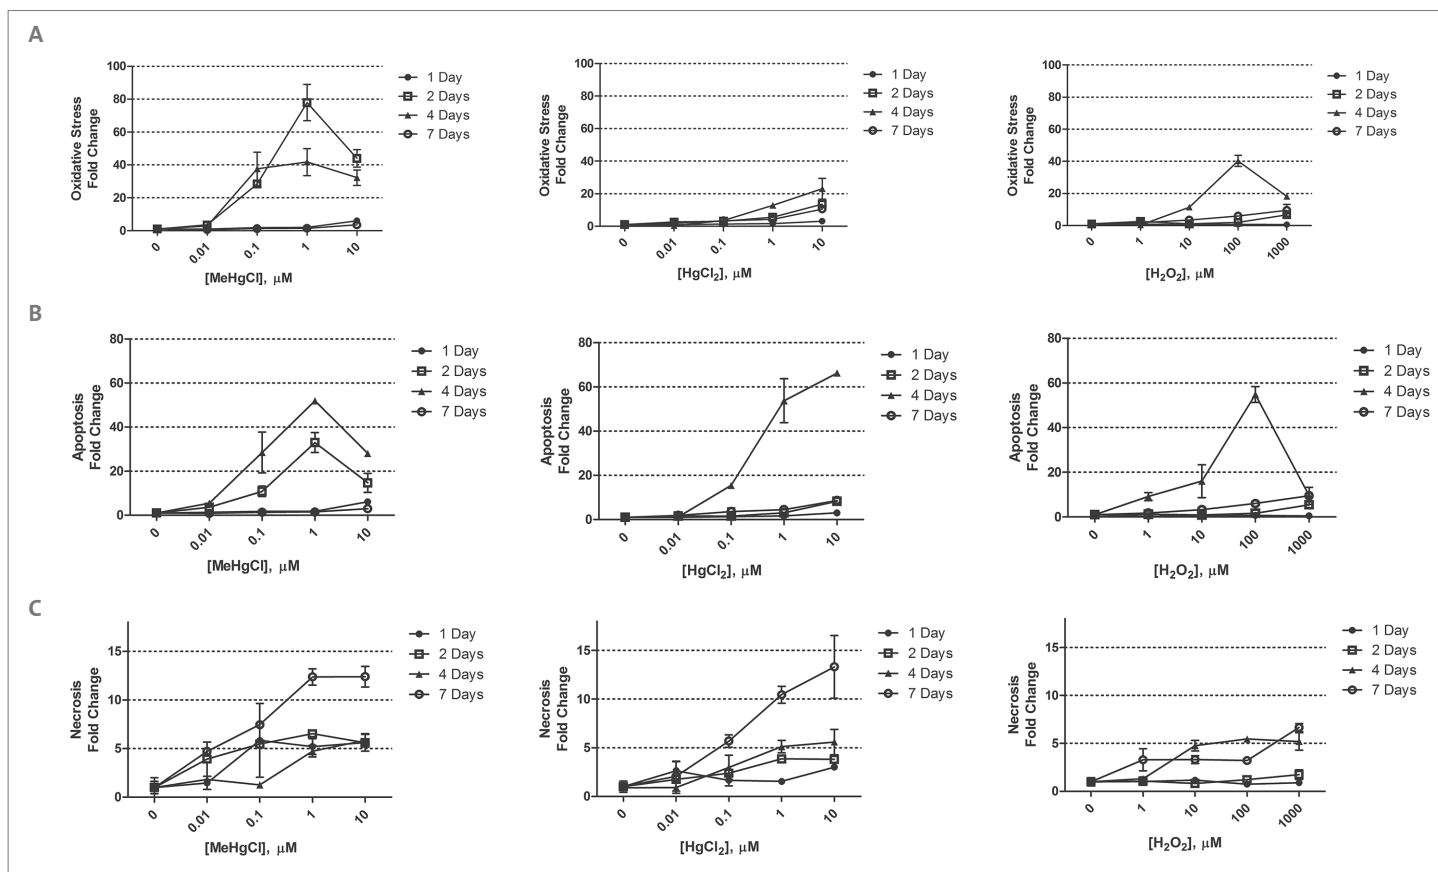 A
Oxidative Stress
Fold Change
100
80
60
40
20
0
0
0.01
0.1
1
10
[MeHgCl], μM
1 Day
2 Days
4 Days
7 Days
Oxidative Stress
Fold Change
100
80
60
40
20
0
0
0.01
0.1
1
10
[HgCl₂], μM
1 Day
2 Days
4 Days
7 Days
Oxidative Stress
Fold Change
100
80
60
40
20
0
0
1
10
100
1000
[H₂O₂], μM
1 Day
2 Days
4 Days
7 Days
B
Apoptosis
Fold Change
80
60
40
20
0
0
0.01
0.1
1
10
[MeHgCl], μM
1 Day
2 Days
4 Days
7 Days
Apoptosis
Fold Change
80
60
40
20
0
0
0.01
0.1
1
10
[HgCl₂], μM
1 Day
2 Days
4 Days
7 Days
Apoptosis
Fold Change
80
60
40
20
0
0
1
10
100
1000
[H₂O₂], μM
1 Day
2 Days
4 Days
7 Days
C
Necrosis
Fold Change
15
10
5
0
0
0.01
0.1
1
10
[MeHgCl], μM
1 Day
2 Days
4 Days
7 Days
Necrosis
Fold Change
15
10
5
0
0
0.01
0.1
1
10
[HgCl₂], μM
1 Day
2 Days
4 Days
7 Days
Necrosis
Fold Change
15
10
5
0
0
1
10
100
1000
[H₂O₂], μM
1 Day
2 Days
4 Days
7 Days